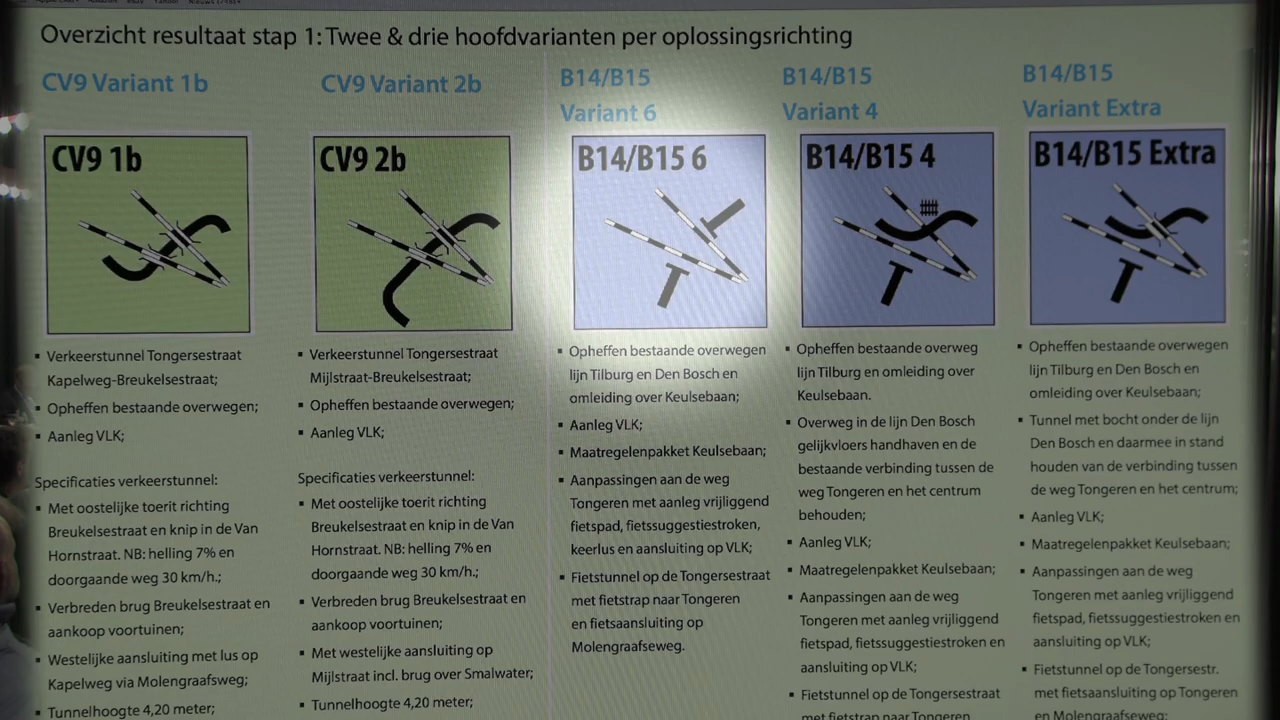 Overzicht resultaat stap 1: Twee & drie hoofdvarianten per oplossingsrichting
CV9 Variant 1b
CV9 1b
▪ Verkeerstunnel Tongersestraat
Kapelweg-Breukelsestraat;
▪ Opheffen bestaande overwegen;
▪ Aanleg VLK;
Specificaties verkeerstunnel:
▪ Met oostelijke toerit richting
Breukelsestraat en knip in de Van
Hornstraat. NB: helling 7% en
doorgaande weg 30 km/h.;
▪ Verbreden brug Breukelsestraat en
aankoop voortuinen;
▪ Westelijke aansluiting met lus op
Kapelweg via Molengraafsweg;
▪ Tunnelhoogte 4,20 meter;
CV9 Variant 2b
CV9 2b
▪ Verkeerstunnel Tongersestraat
Mijlstraat-Breukelsestraat;
▪ Opheffen bestaande overwegen;
▪ Aanleg VLK;
Specificaties verkeerstunnel:
▪ Met oostelijke toerit richting
Breukelsestraat en knip in de Van
Hornstraat. NB: helling 7% en
doorgaande weg 30 km/h.;
▪ Verbreden brug Breukelsestraat en
aankoop voortuinen;
▪ Met westelijke aansluiting op
Mijlstraat incl. brug over Smalwater;
▪ Tunnelhoogte 4,20 meter;
B14/B15
Variant 6
B14/B15 6
▪ Opheffen bestaande overwegen
lijn Tilburg en Den Bosch en
omleiding over Keulsebaan;
▪ Aanleg VLK;
▪ Maatregelenpakket Keulsebaan;
▪ Aanpassingen aan de weg
Tongeren met aanleg vrijliggend
fietspad, fietssuggestiestroken,
keerlus en aansluiting op VLK;
▪ Fietstunnel op de Tongersestraat
met fietstrap naar Tongeren
en fietsaansluiting op
Molengraafseweg.
B14/B15
Variant 4
B14/B15 4
▪ Opheffen bestaande overweg
lijn Tilburg en omleiding over
Keulsebaan.
▪ Overweg in de lijn Den Bosch
gelijkvloers handhaven en de
bestaande verbinding tussen de
weg Tongeren en het centrum
behouden;
▪ Aanleg VLK;
▪ Maatregelenpakket Keulsebaan;
▪ Aanpassingen aan de weg
Tongeren met aanleg vrijliggend
fietspad, fietssuggestiestroken en
aansluiting op VLK;
▪ Fietstunnel op de Tongersestraat
met fietstrap naar Tongeren
B14/B15
Variant Extra
B14/B15 Extra
▪ Opheffen bestaande overwegen
lijn Tilburg en Den Bosch en
omleiding over Keulsebaan;
▪ Tunnel met bocht onder de lijn
Den Bosch en daarmee in stand
houden van de verbinding tussen
de weg Tongeren en het centrum;
▪ Aanleg VLK;
▪ Maatregelenpakket Keulsebaan;
▪ Aanpassingen aan de weg
Tongeren met aanleg vrijliggend
fietspad, fietssuggestiestroken en
aansluiting op VLK;
▪ Fietstunnel op de Tongersestr.
met fietsaansluiting op Tongeren
en Molengraafseweg;